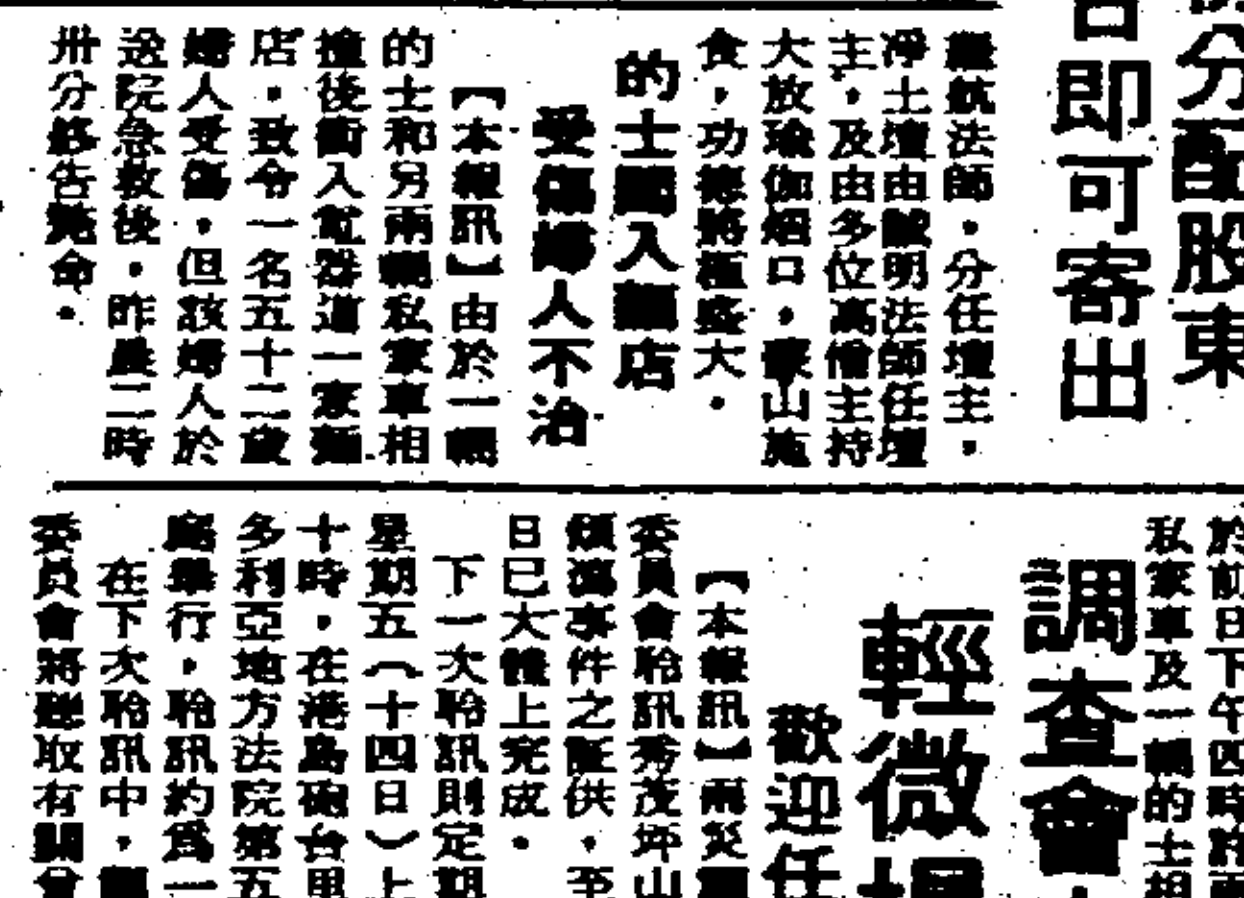 分配股東
即可寄出
航法師。分任壇主,
淨土壇由明法師任壇
主,及由多位高僧主持
大放瑜伽焰口,蒙山施
食,功德將極盛大。
的士闖入麵店
受傷婦人不治
【本報訊】由於一輛
的士和另兩輛私家車相
撞後衝入電器道一家麵
店,致令一名五十二歲
婦人受傷,但該婦人於
送院急救後,昨晨二時
卅分終告斃命。
於前日下午四時許兩
私家車及一輛的士相
調查會
輕微
歡迎任
【本報訊】雨災
委員會聆訊秀茂坪山
傾瀉事件之証供,至
日已大體上完成。
下一次聆訊則定期
星期五(十四日)上
十時,在港島砲台里
多利亞地方法院第五
庭舉行,聆訊約爲一
在下次聆訊中,
委員會將聽取有關